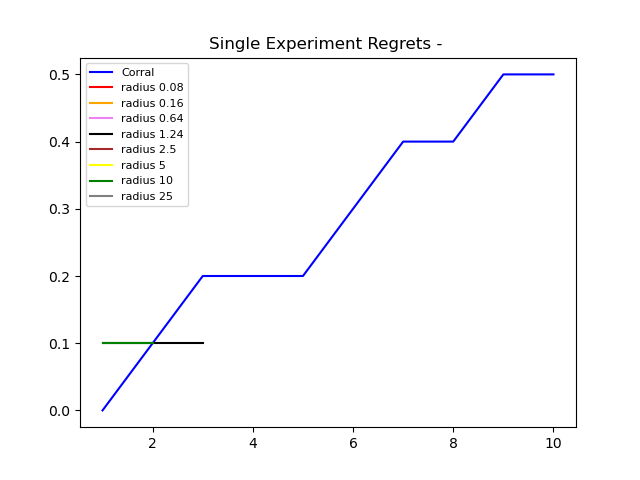 Single Experiment Regrets -
Corral
radius 0.08
radius 0.16
radius 0.64
radius 1.24
radius 2.5
radius 5
radius 10
radius 25
0.5
0.4
0.3
0.2
0.1
0.0
2 4 6 8 10